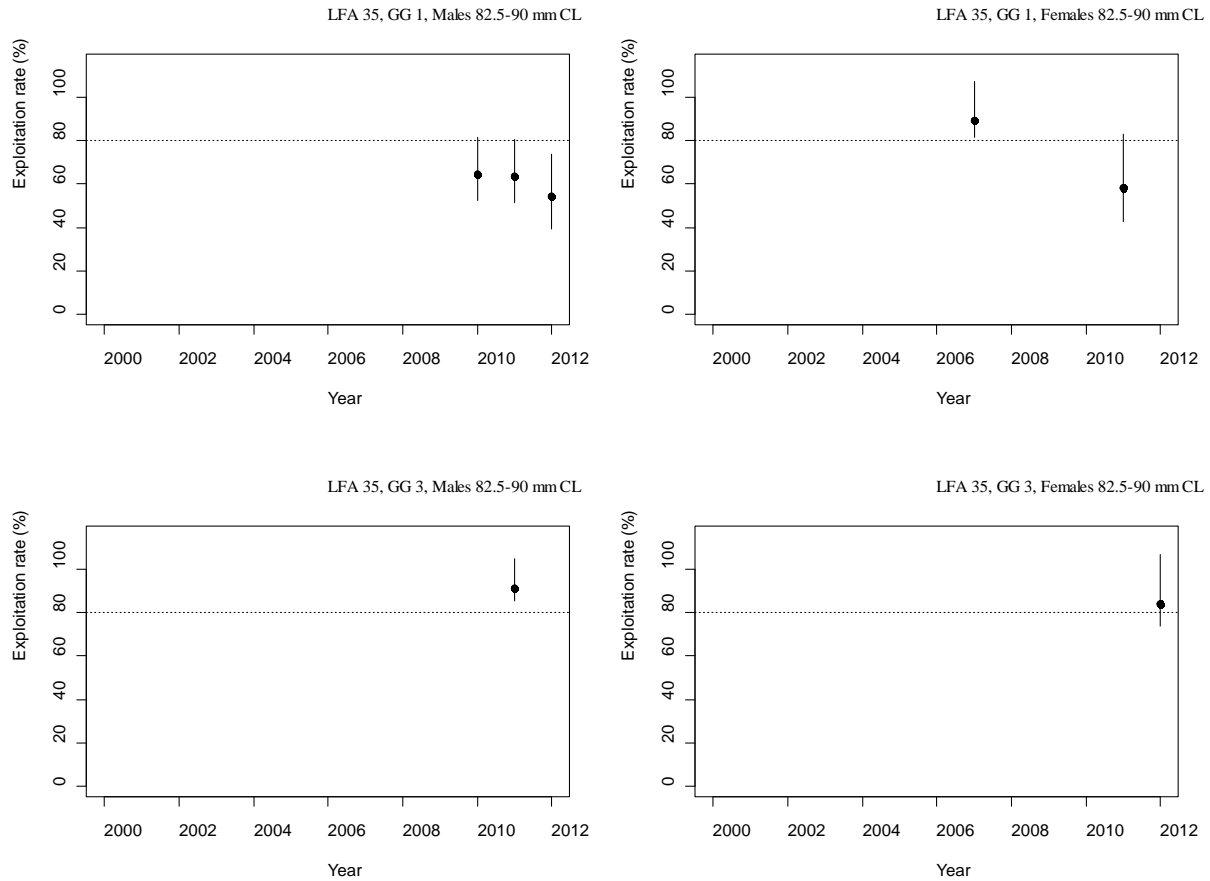 LFA 35, GG 1, Males 82.5-90 mm CL
Exploitation rate (%)
100
80
60
40
20
0
2000 2002 2004 2006 2008 2010 2012
Year
LFA 35, GG 1, Females 82.5-90 mm CL
Exploitation rate (%)
100
80
60
40
20
0
2000 2002 2004 2006 2008 2010 2012
Year
LFA 35, GG 3, Males 82.5-90 mm CL
Exploitation rate (%)
100
80
60
40
20
0
2000 2002 2004 2006 2008 2010 2012
Year
LFA 35, GG 3, Females 82.5-90 mm CL
Exploitation rate (%)
100
80
60
40
20
0
2000 2002 2004 2006 2008 2010 2012
Year